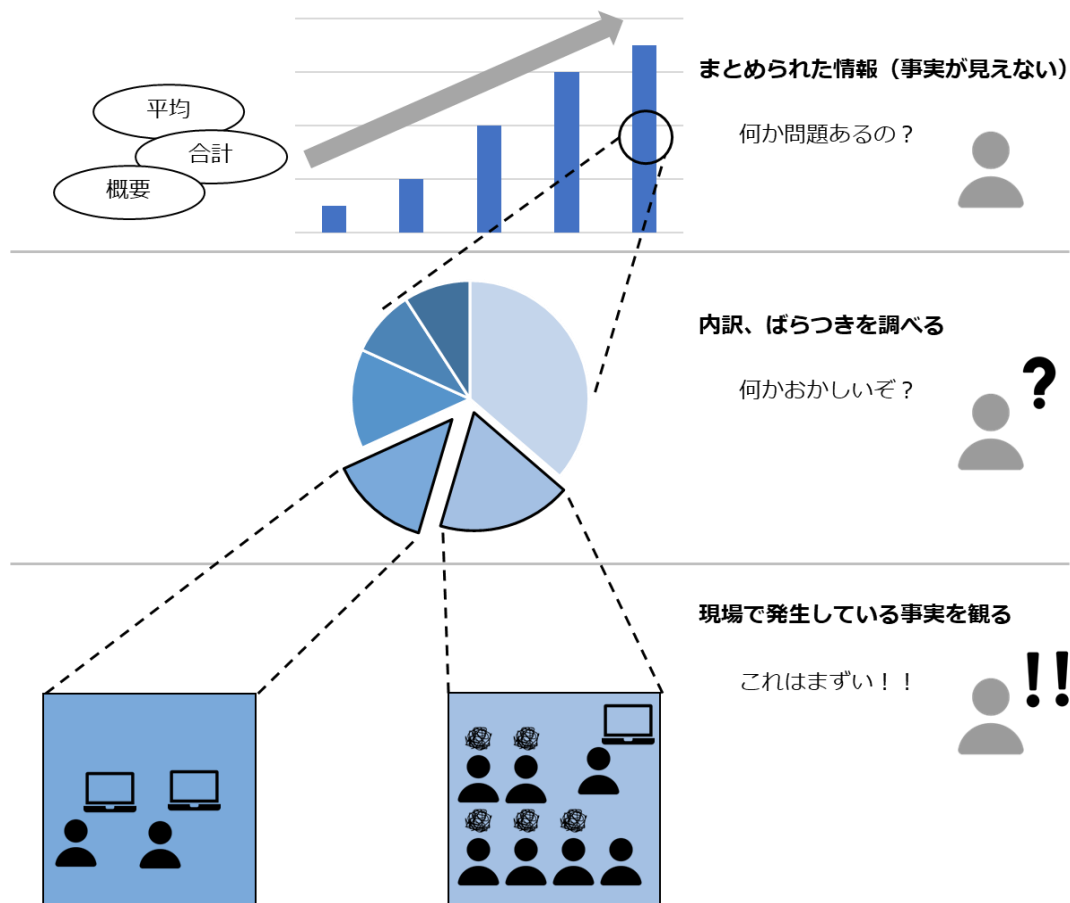 平均
合計
概要
まとめられた情報（事実が見えない）
何か問題あるの？
内訳、ばらつきを調べる
何かおかしいぞ？
?
現場で発生している事実を観る
これはまずい！！
!!